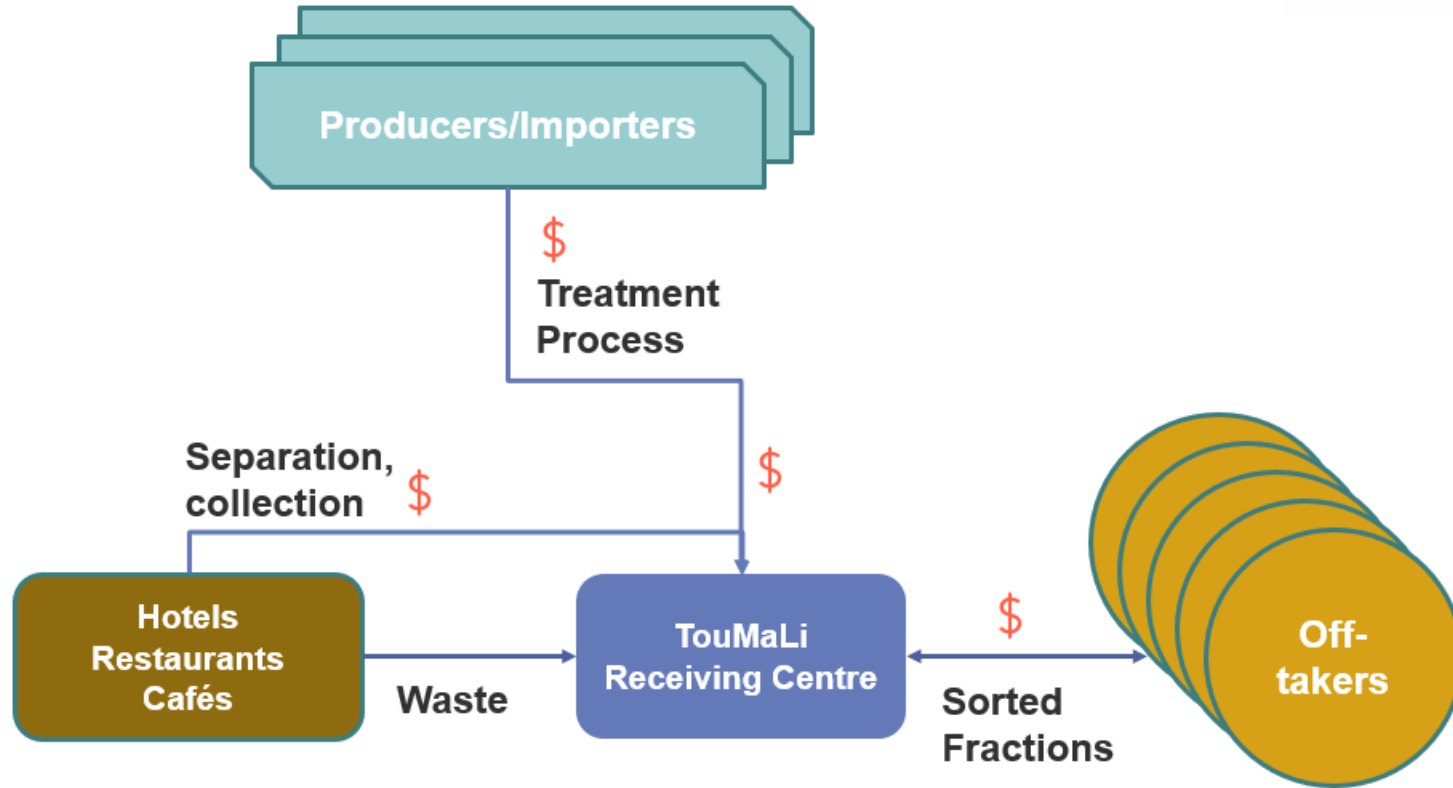 Producers/Importers
$
Treatment
Process
Separation,
collection $
$
Hotels
Restaurants
Cafés
Waste
TouMaLi
Receiving Centre
$
Sorted
Fractions
Off-
takers